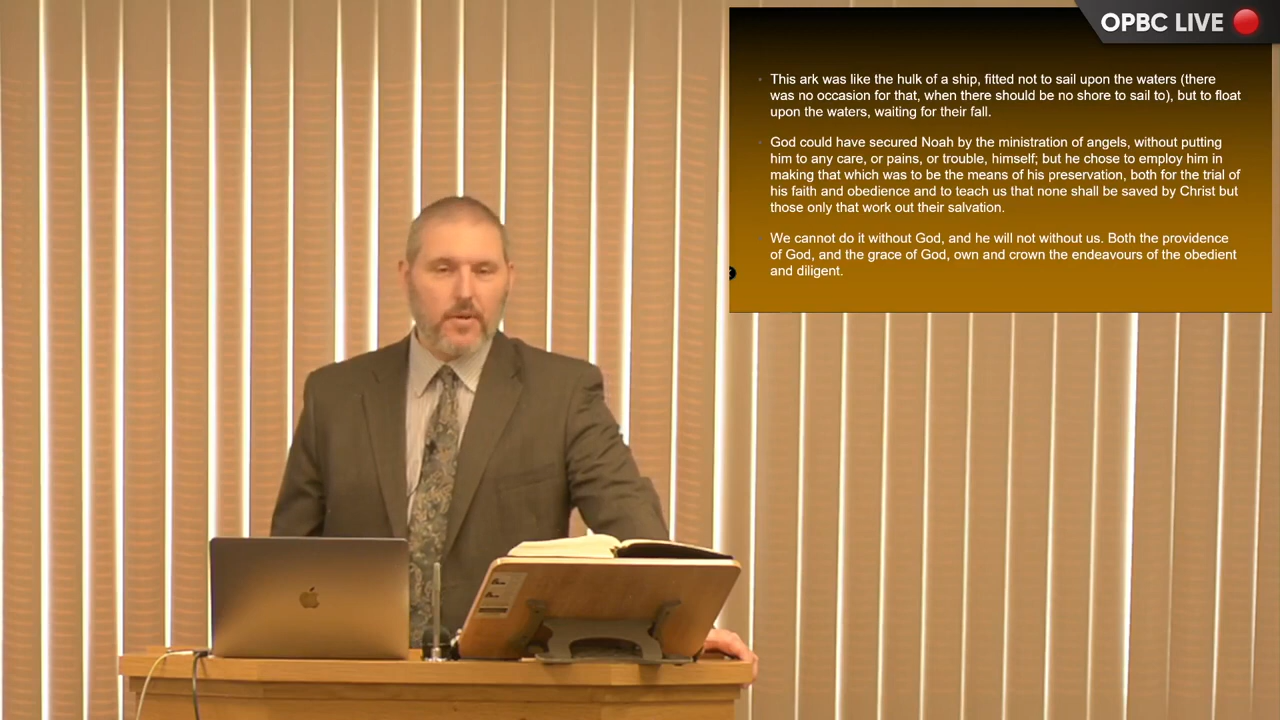 OPBC LIVE
This ark was like the hulk of a ship, fitted not to sail upon the waters (there
was no occasion for that, when there should be no shore to sail to), but to float
upon the waters, waiting for their fall.
God could have secured Noah by the ministration of angels, without putting
him to any care, or pains, or trouble, himself; but he chose to employ him in
making that which was to be the means of his preservation, both for the trial of
his faith and obedience and to teach us that none shall be saved by Christ but
those only that work out their salvation.
We cannot do it without God, and he will not without us. Both the providence
of God, and the grace of God, own and crown the endeavours of the obedient
and diligent.